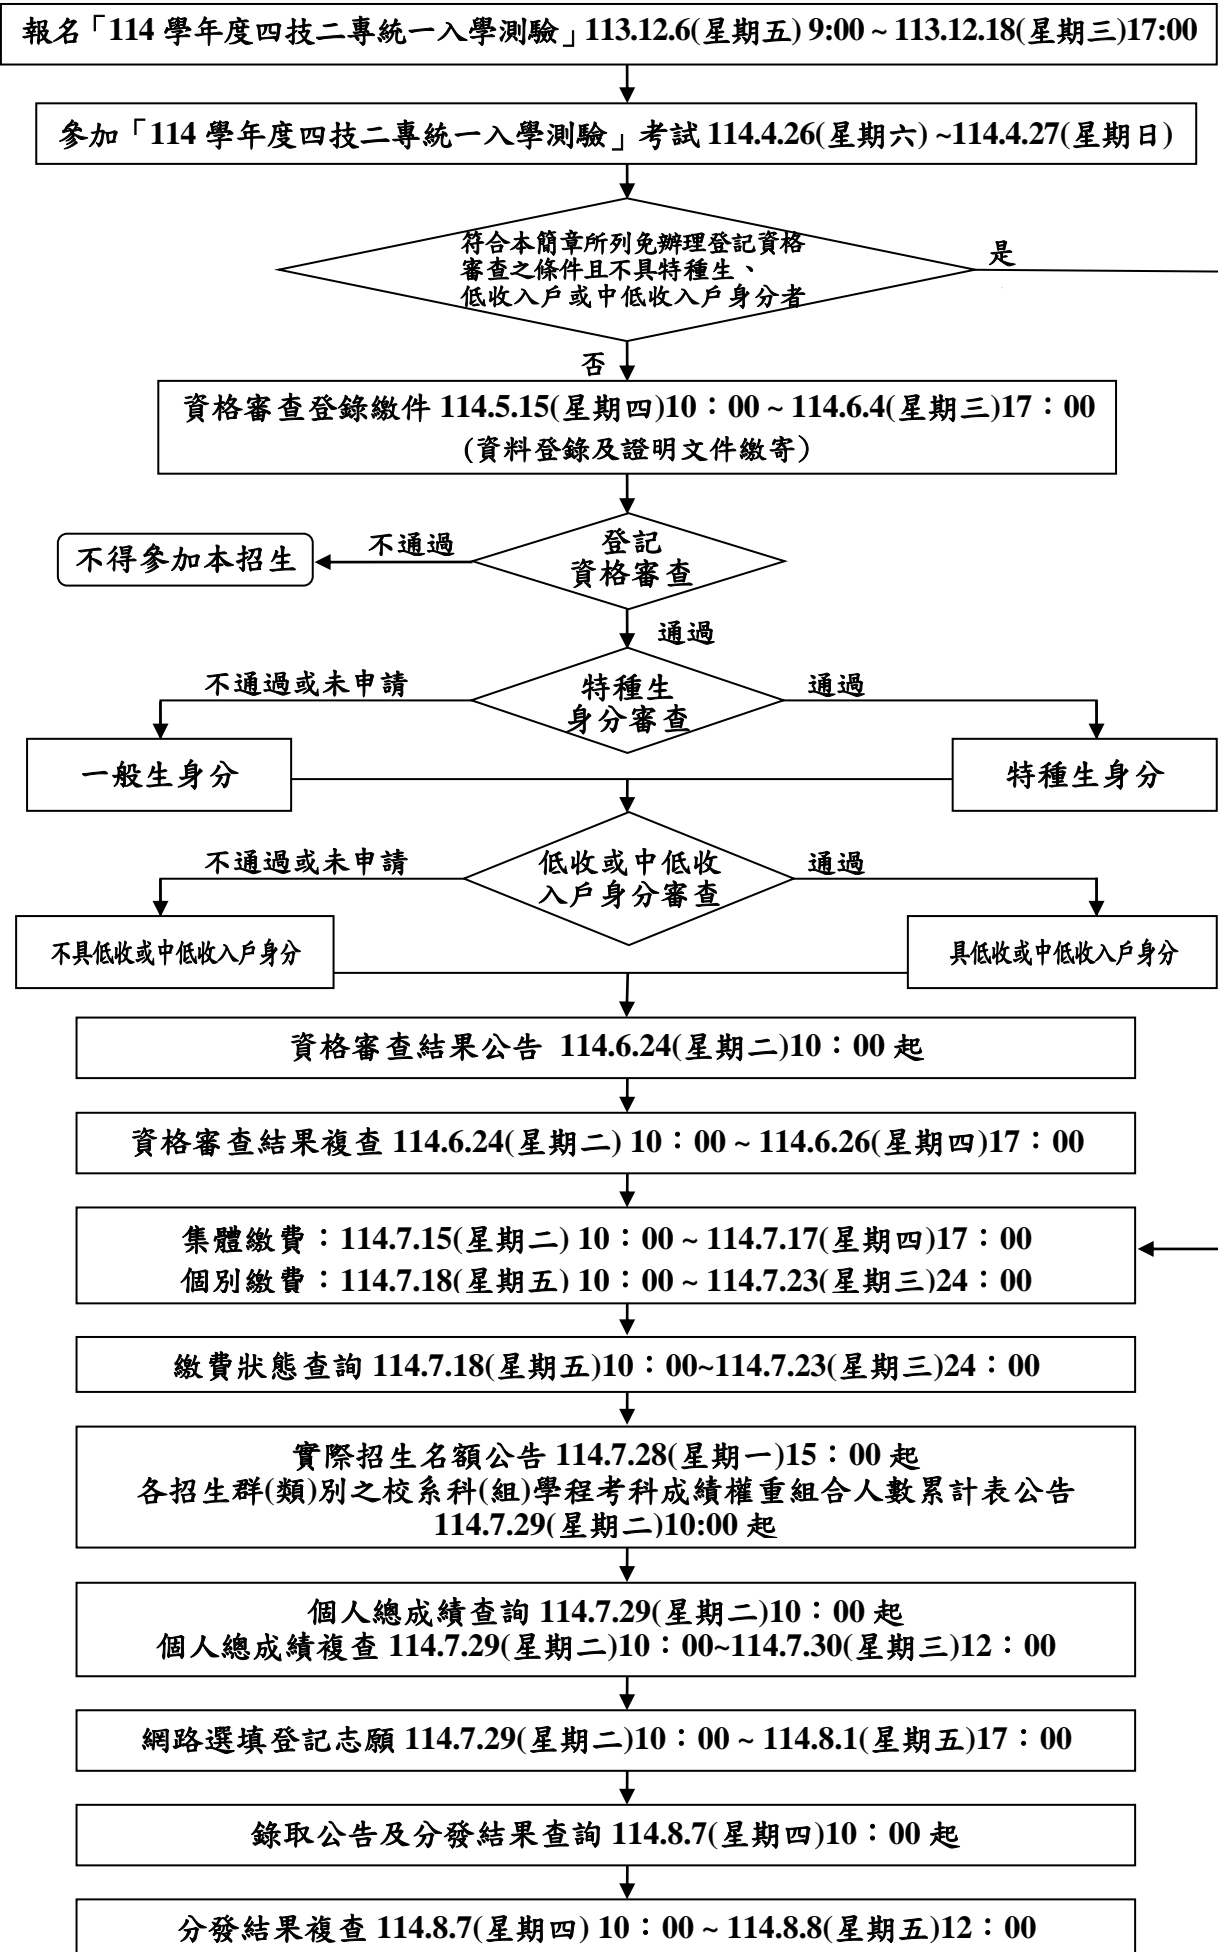 報名「114 學年度四技二專統一入學測驗」113.12.6(星期五) 9:00 ~ 113.12.18(星期三)17:00
參加「114 學年度四技二專統一入學測驗」考試 114.4.26(星期六) ~114.4.27(星期日)
符合本簡章所列免辦理登記資格
審查之條件且不具特種生、
低收入戶或中低收入戶身分者
是
否
資格審查登錄繳件 114.5.15(星期四)10：00 ~ 114.6.4(星期三)17：00
(資料登錄及證明文件繳寄)
登記
資格審查
不通過
不得參加本招生
通過
特種生
身分審查
不通過或未申請
通過
一般生身分
特種生身分
低收或中低收
入戶身分審查
不通過或未申請
通過
不具低收或中低收入戶身分
具低收或中低收入戶身分
資格審查結果公告 114.6.24(星期二)10：00 起
資格審查結果複查 114.6.24(星期二) 10：00 ~ 114.6.26(星期四)17：00
集體繳費：114.7.15(星期二) 10：00 ~ 114.7.17(星期四)17：00
個別繳費：114.7.18(星期五) 10：00 ~ 114.7.23(星期三)24：00
繳費狀態查詢 114.7.18(星期五)10：00~114.7.23(星期三)24：00
實際招生名額公告 114.7.28(星期一)15：00 起
各招生群(類)別之校系科(組)學程考科成績權重組合人數累計表公告
114.7.29(星期二)10:00 起
個人總成績查詢 114.7.29(星期二)10：00 起
個人總成績複查 114.7.29(星期二)10：00~114.7.30(星期三)12：00
網路選填登記志願 114.7.29(星期二)10：00 ~ 114.8.1(星期五)17：00
錄取公告及分發結果查詢 114.8.7(星期四)10：00 起
分發結果複查 114.8.7(星期四) 10：00 ~ 114.8.8(星期五)12：00